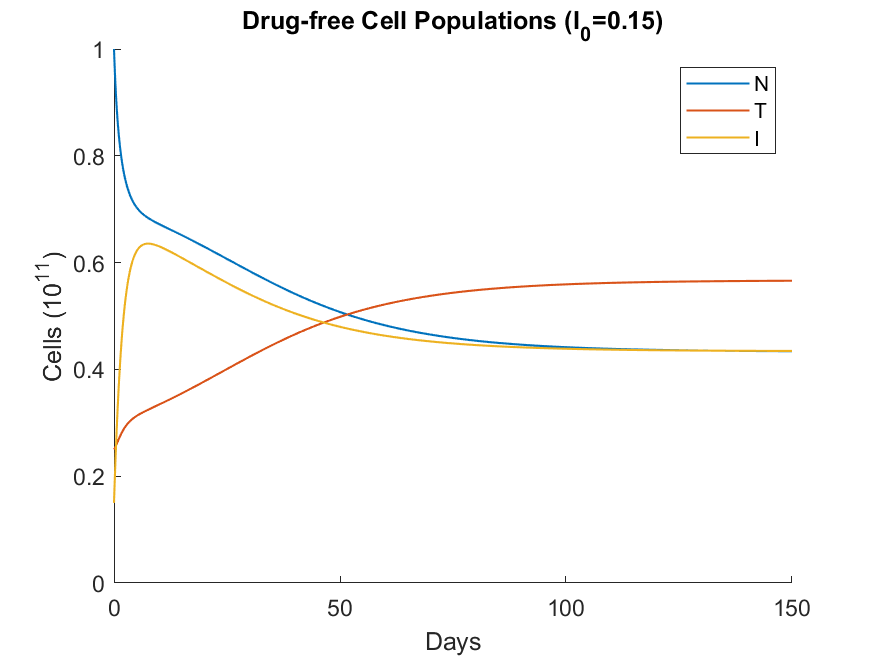 Drug-free Cell Populations (I₀=0.15)
N
T
I
1
0.8
0.6
0.4
0.2
0
Cells (10¹¹)
0 50 100 150
Days